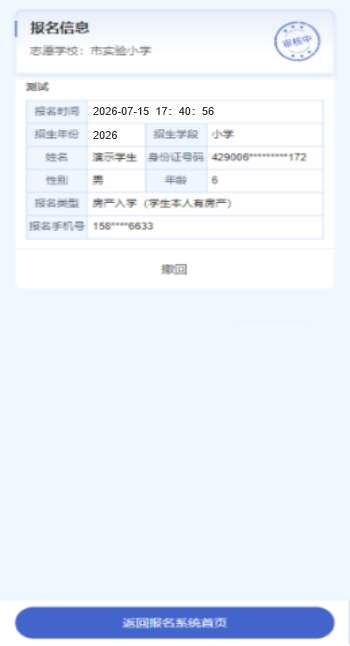 报名信息
志愿学校：市实验小学
审核中
测试
报名时间 2026-07-15 17：40：56
招生年份 2026 招生学段 小学
姓名 演示学生 身份证号码 429006*********172
性别 男 年龄 6
报名类型 房产入学（学生本人有房产）
报名手机号 158****6633
撤回
返回报名系统首页